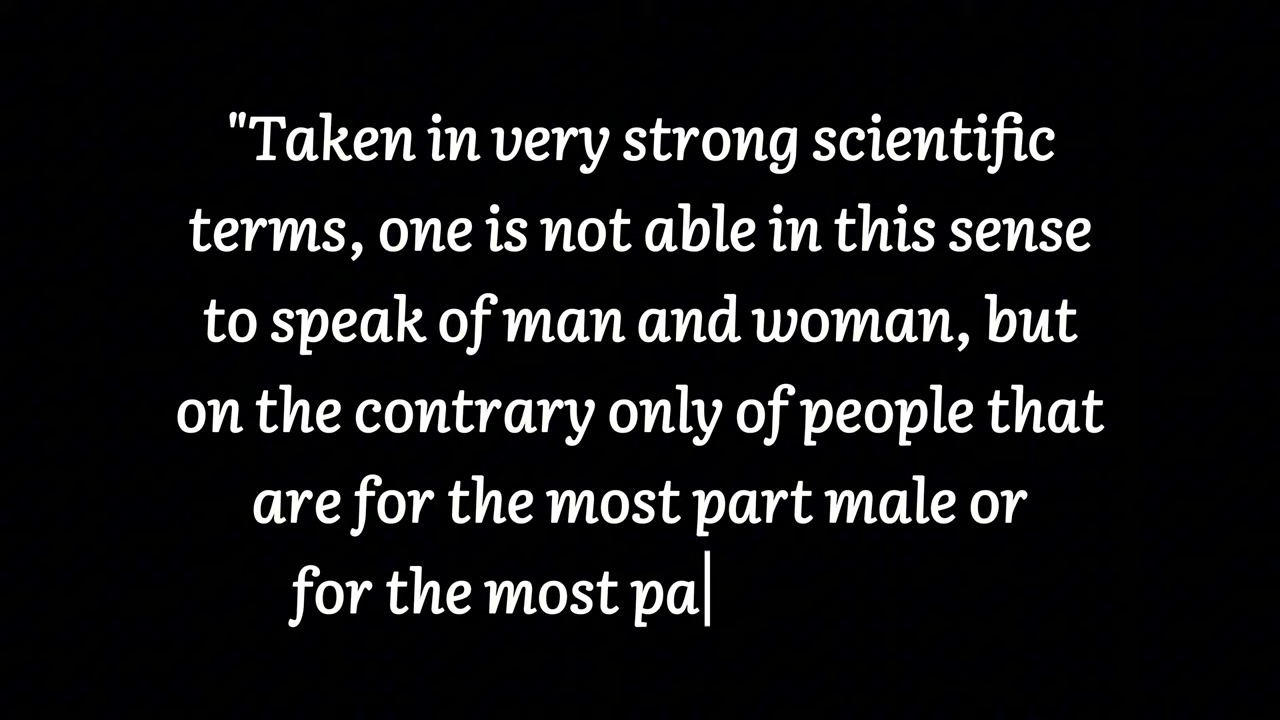 "Taken in very strong scientific
terms, one is not able in this sense
to speak of man and woman, but
on the contrary only of people that
are for the most part male or
for the most pa